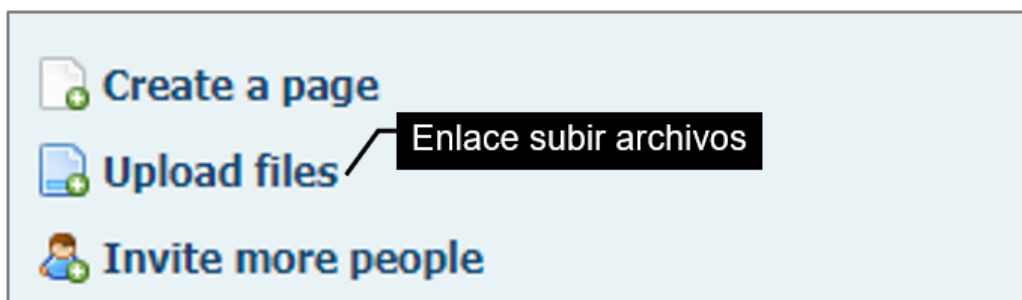 Create a page
Enlace subir archivos
Upload files
Invite more people